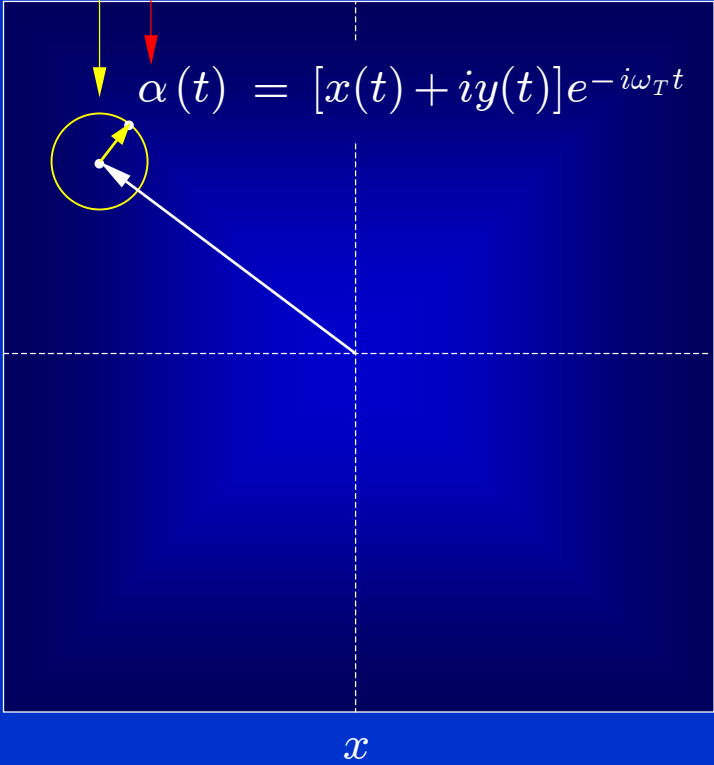 α(t) = [x(t) + iy(t)]e^{-iω_T t}
x